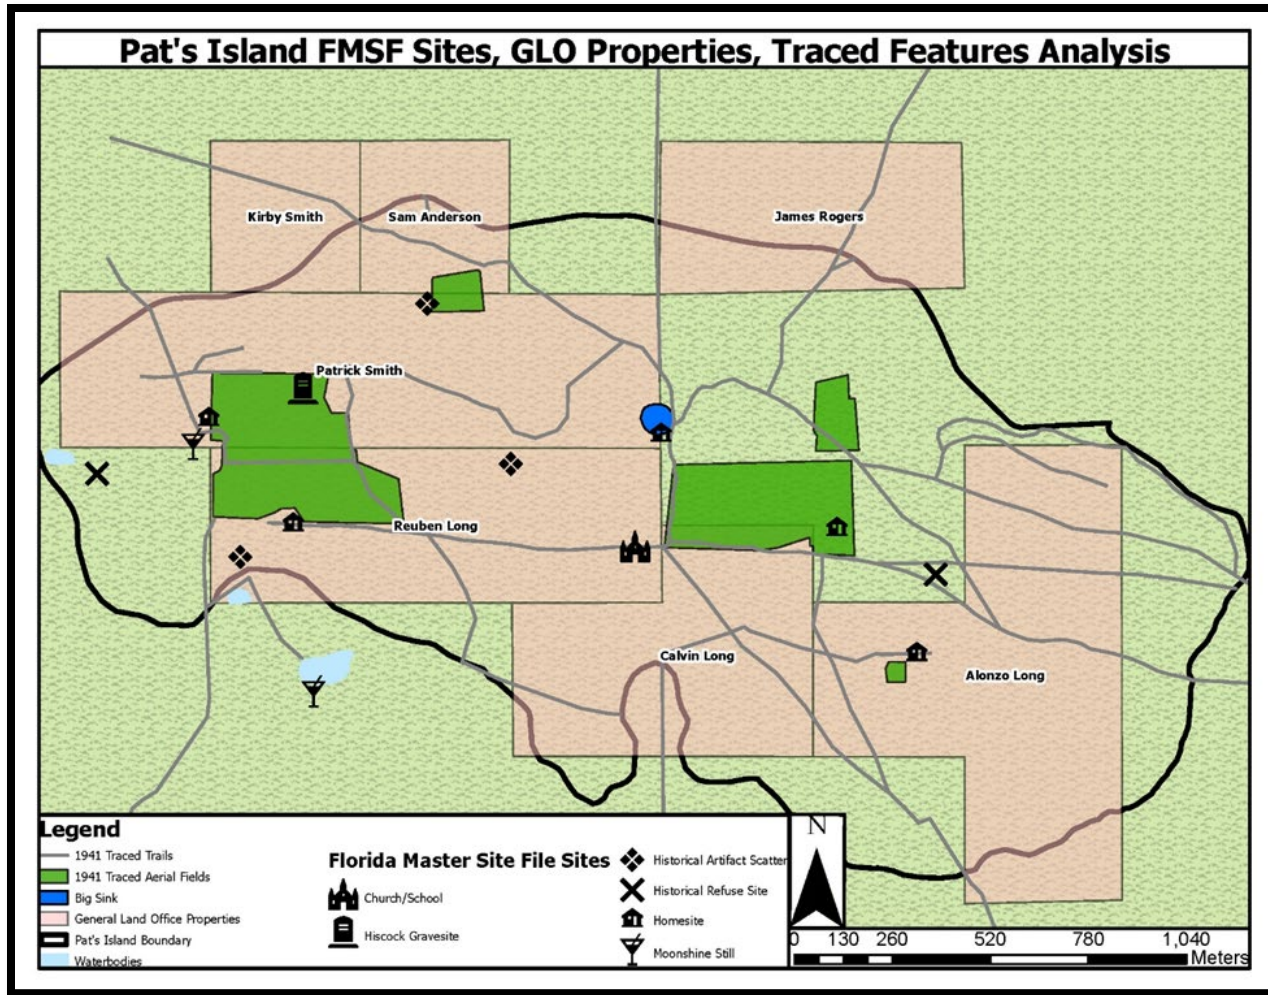 Pat's Island FMSF Sites, GLO Properties, Traced Features Analysis
Kirby Smith
Sam Anderson
James Rogers
Patrick Smith
Reuben Long
Calvin Long
Alonzo Long
Legend
1941 Traced Trails
1941 Traced Aerial Fields
Big Sink
General Land Office Properties
Pat's Island Boundary
Waterbodies
Florida Master Site File Sites
Church/School
Hiscock Gravesite
Historical Artifact Scatter
Historical Refuse Site
Homesite
Moonshine Still
N
0 130 260 520 780 1,040
Meters